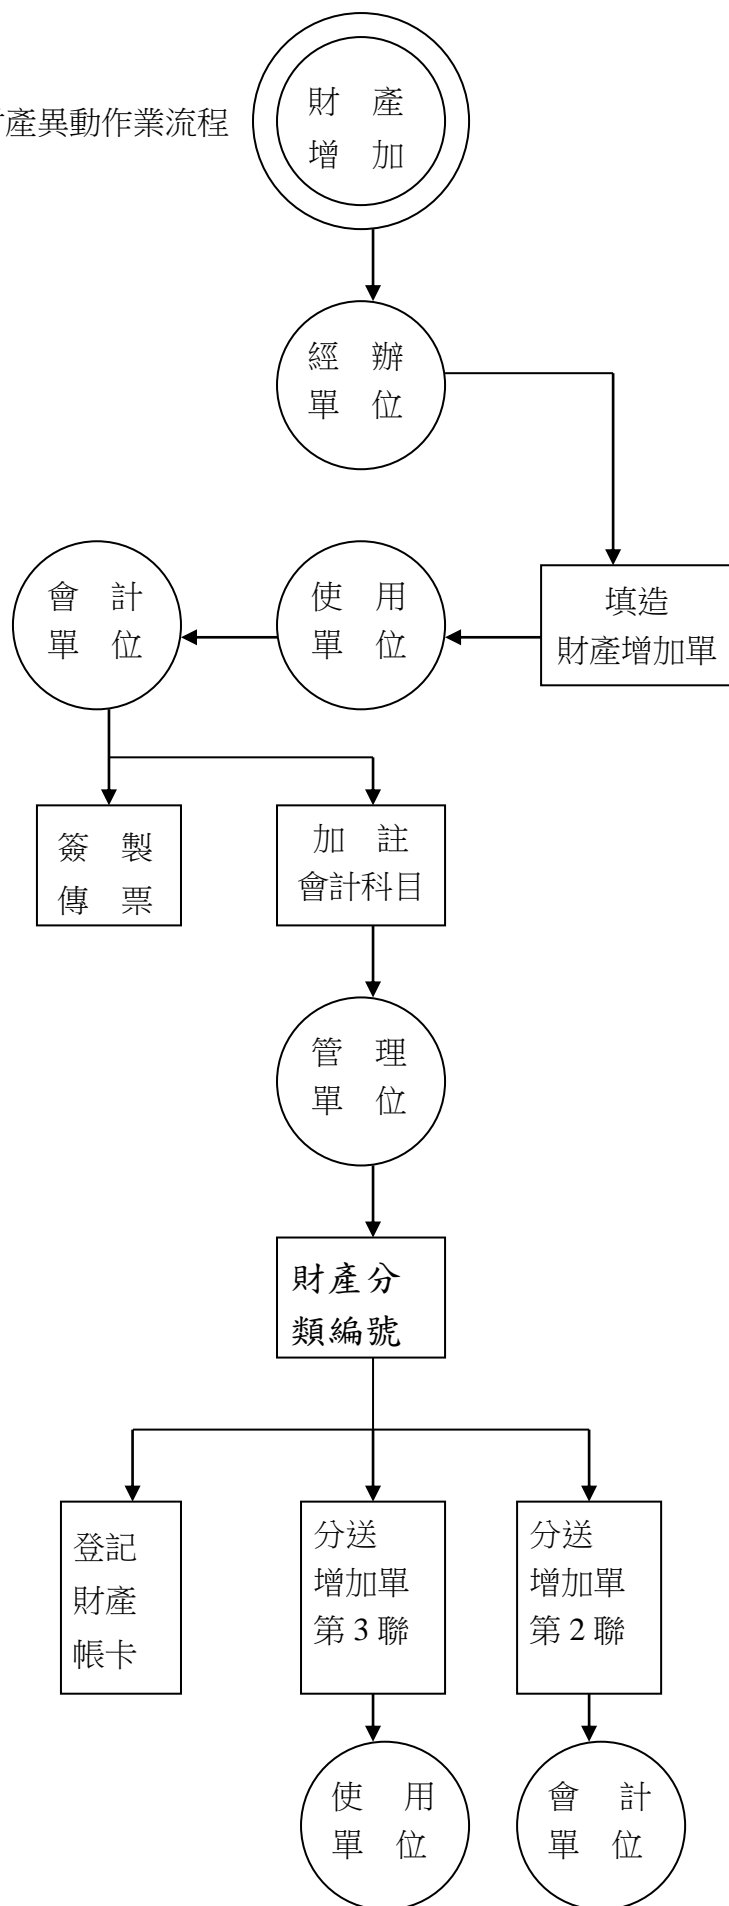 產異動作業流程
財　產
增　加
經　辦
單　位
會　計
單　位
使　用
單　位
填造
財產增加單
簽　製
傳　票
加　註
會計科目
管　理
單　位
財產分
類編號
登記
財產
帳卡
分送
增加單
第 3 聯
分送
增加單
第 2 聯
使　用
單　位
會　計
單　位